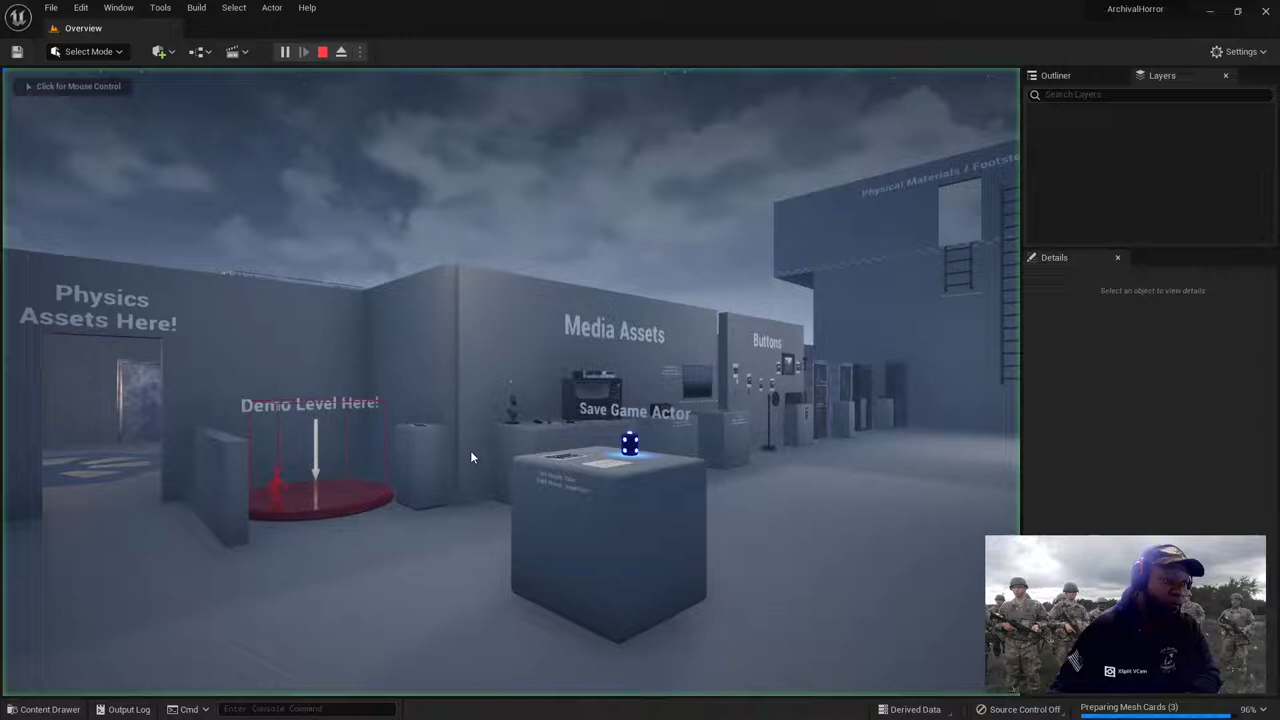 File Edit Window Tools Build Select Actor Help
ArchivalHorror
Overview
Select Mode
Settings
Click for Mouse Control
Outliner
Layers
Search Layers
Physical Materials / Footste
Details
Select an object to view details
Physics
Assets Here!
Media Assets
Buttons
Demo Level Here!
Save Game Actor
XSplit VCam
Content Drawer
Output Log
Cmd
Enter Console Command
Derived Data
Source Control Off
Preparing Mesh Cards (3)
96%